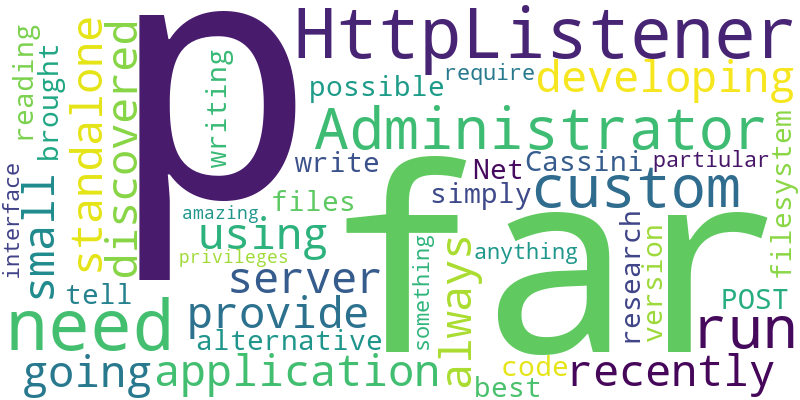 p
HttpListener
reading
brought
standalone
discovered
writing
possible
require
developing
Administrator
write
Net
Cassini
partiular
simply
custom
filesystem
interface
small
amazing
files
using
privileges
far
something
always
anything
research
version
tell
server
provide
POST
need
alternative
run
going
application
code
best
recently